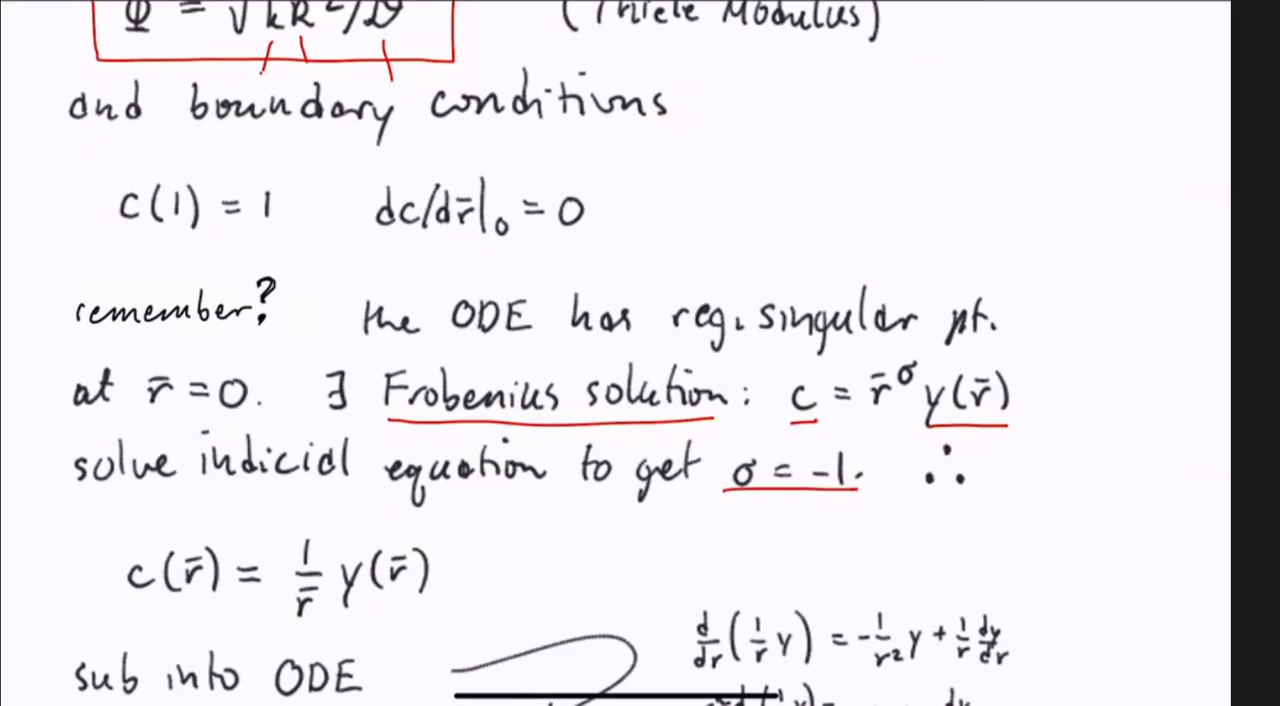 Φ = √kR²/D (Thiele Modulus)
and boundary conditions
c(1) = 1 dc/dr̄|₀ = 0
remember? the ODE has reg. singular pt.
at r̄ = 0. ∃ Frobenius solution: c = r̄^σ y(r̄)
solve indicial equation to get σ = -1. ∴
c(r̄) = 1/r̄ y(r̄)
d/dr(1/r y) = -1/r² y + 1/r dy/dr
sub into ODE